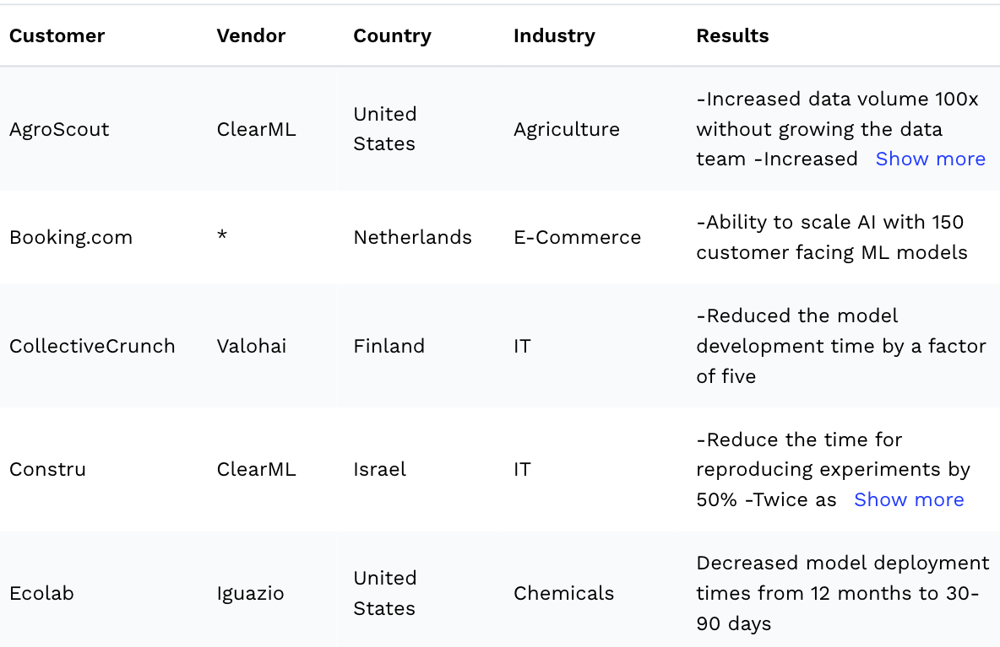 Customer Vendor Country Industry Results
AgroScout ClearML United States Agriculture -Increased data volume 100x without growing the data team -Increased Show more
Booking.com * Netherlands E-Commerce -Ability to scale AI with 150 customer facing ML models
CollectiveCrunch Valohai Finland IT -Reduced the model development time by a factor of five
Constru ClearML Israel IT -Reduce the time for reproducing experiments by 50% -Twice as Show more
Ecolab Iguazio United States Chemicals Decreased model deployment times from 12 months to 30-90 days